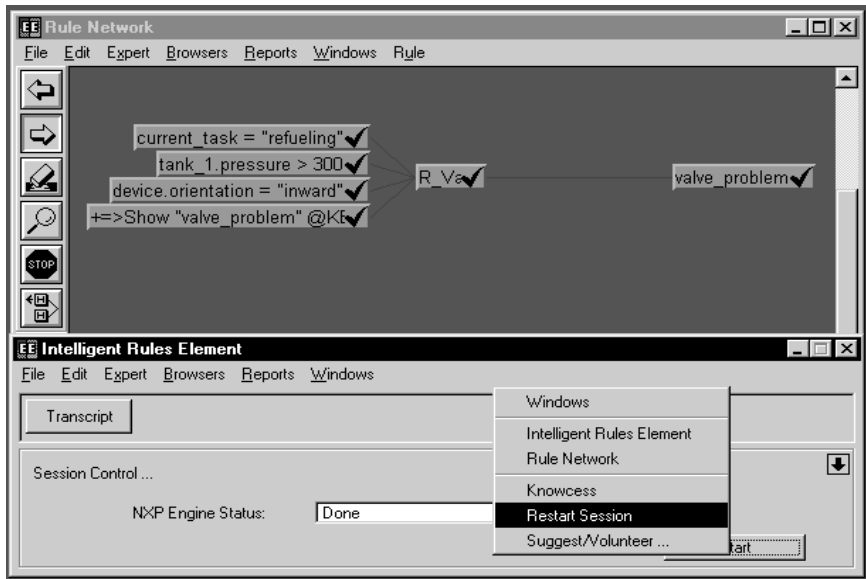 Rule Network
File Edit Expert Browsers Reports Windows Rule
current_task = "refueling"
tank_1.pressure > 300
device.orientation = "inward"
+=>Show "valve_problem" @KE
R_Va
valve_problem
STOP
Intelligent Rules Element
File Edit Expert Browsers Reports Windows
Transcript
Windows
Intelligent Rules Element
Rule Network
Knowcess
Restart Session
Suggest/Volunteer ...
Session Control ...
NXP Engine Status: Done
tart